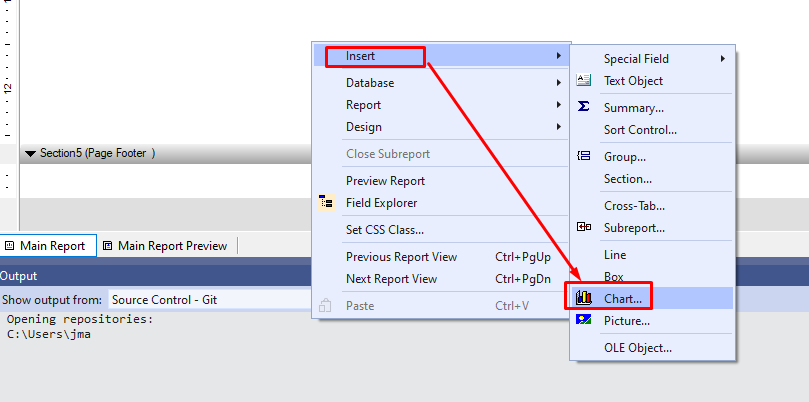 12
Section5 (Page Footer )
Main Report
Main Report Preview
Output
Show output from:
Source Control - Git
Opening repositories:
C:\Users\jma
Insert
Database
Report
Design
Close Subreport
Preview Report
Field Explorer
Set CSS Class...
Previous Report View Ctrl+PgUp
Next Report View Ctrl+PgDn
Paste Ctrl+V
Special Field
Text Object
Summary...
Sort Control...
Group...
Section...
Cross-Tab...
Subreport...
Line
Box
Chart...
Picture...
OLE Object...